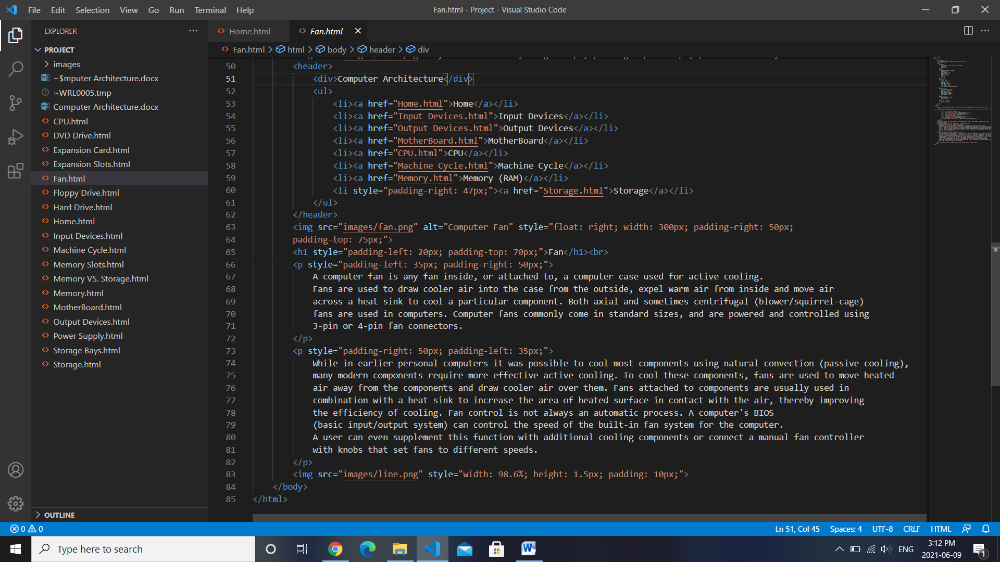 File Edit Selection View Go Run Terminal Help
Fan.html - Project - Visual Studio Code
EXPLORER
Home.html
Fan.html
PROJECT
Fan.html > html > body > header > div
images
~$mputer Architecture.docx
~WRL0005.tmp
Computer Architecture.docx
CPU.html
DVD Drive.html
Expansion Card.html
Expansion Slots.html
Fan.html
Floppy Drive.html
Hard Drive.html
Home.html
Input Devices.html
Machine Cycle.html
Memory Slots.html
Memory VS. Storage.html
Memory.html
MotherBoard.html
Output Devices.html
Power Supply.html
Storage Bays.html
Storage.html
OUTLINE
50 <header>
51 <div>Computer Architecture</div>
52 <ul>
53 <li><a href="Home.html">Home</a></li>
54 <li><a href="Input Devices.html">Input Devices</a></li>
55 <li><a href="Output Devices.html">Output Devices</a></li>
56 <li><a href="MotherBoard.html">MotherBoard</a></li>
57 <li><a href="CPU.html">CPU</a></li>
58 <li><a href="Machine Cycle.html">Machine Cycle</a></li>
59 <li><a href="Memory.html">Memory (RAM)</a></li>
60 <li style="padding-right: 47px;"><a href="Storage.html">Storage</a></li>
61 </ul>
62 </header>
63 <img src="images/fan.png" alt="Computer Fan" style="float: right; width: 300px; padding-right: 50px;
64 padding-top: 75px;">
65 <h1 style="padding-left: 20px; padding-top: 70px;">Fan</h1><br>
66 <p style="padding-left: 35px; padding-right: 50px;">
67 A computer fan is any fan inside, or attached to, a computer case used for active cooling.
68 Fans are used to draw cooler air into the case from the outside, expel warm air from inside and move air
69 across a heat sink to cool a particular component. Both axial and sometimes centrifugal (blower/squirrel-cage)
70 fans are used in computers. Computer fans commonly come in standard sizes, and are powered and controlled using
71 3-pin or 4-pin fan connectors.
72 </p>
73 <p style="padding-right: 50px; padding-left: 35px;">
74 While in earlier personal computers it was possible to cool most components using natural convection (passive cooling),
75 many modern components require more effective active cooling. To cool these components, fans are used to move heated
76 air away from the components and draw cooler air over them. Fans attached to components are usually used in
77 combination with a heat sink to increase the area of heated surface in contact with the air, thereby improving
78 the efficiency of cooling. Fan control is not always an automatic process. A computer's BIOS
79 (basic input/output system) can control the speed of the built-in fan system for the computer.
80 A user can even supplement this function with additional cooling components or connect a manual fan controller
81 with knobs that set fans to different speeds.
82 </p>
83 <img src="images/line.png" style="width: 98.6%; height: 1.5px; padding: 10px;">
84 </body>
85 </html>
0 0
Ln 51, Col 45 Spaces: 4 UTF-8 CRLF HTML
Type here to search
ENG
3:12 PM
2021-06-09
1